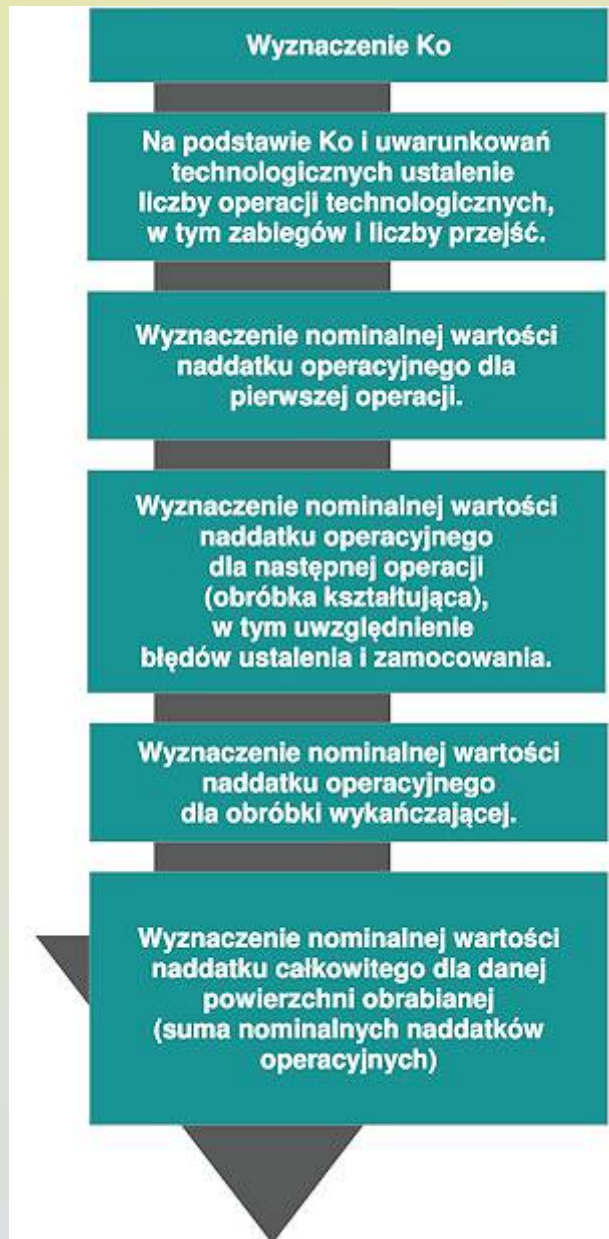 Wyznaczenie Ko
Na podstawie Ko i uwarunkowań
technologicznych ustalenie
liczby operacji technologicznych,
w tym zabiegów i liczby przejść.
Wyznaczenie nominalnej wartości
naddatku operacyjnego dla
pierwszej operacji.
Wyznaczenie nominalnej wartości
naddatku operacyjnego
dla następnej operacji
(obróbka kształtująca),
w tym uwzględnienie
błędów ustalenia i zamocowania.
Wyznaczenie nominalnej wartości
naddatku operacyjnego
dla obróbki wykańczającej.
Wyznaczenie nominalnej wartości
naddatku całkowitego dla danej
powierzchni obrabianej
(suma nominalnych naddatków
operacyjnych)